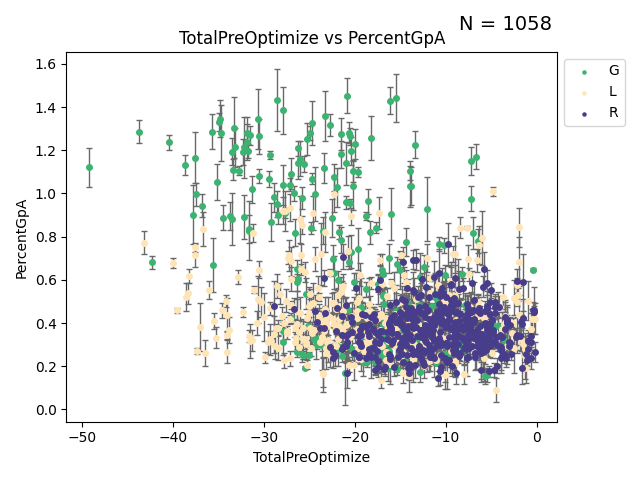 N = 1058
TotalPreOptimize vs PercentGpA
G
L
R
PercentGpA
1.6
1.4
1.2
1.0
0.8
0.6
0.4
0.2
0.0
−50 −40 −30 −20 −10 0
TotalPreOptimize